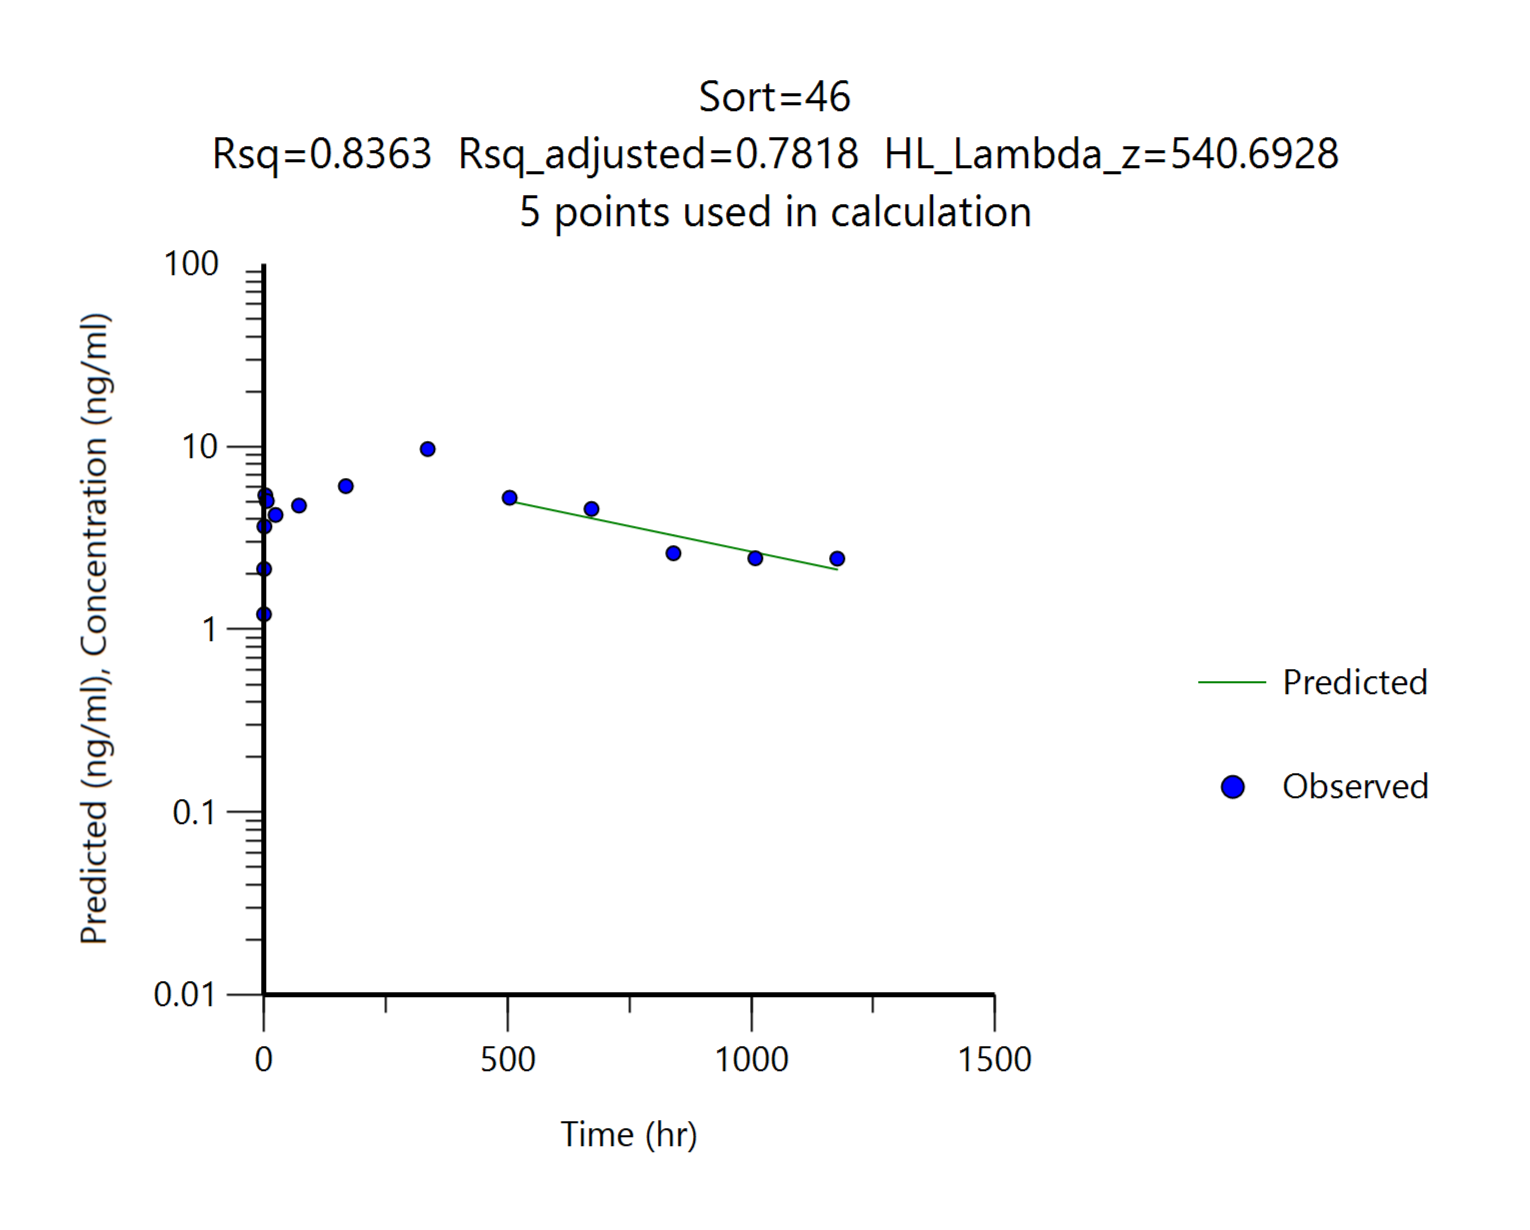 Sort=46
Rsq=0.8363 Rsq_adjusted=0.7818 HL_Lambda_z=540.6928
5 points used in calculation
Predicted (ng/ml), Concentration (ng/ml)
100
10
1
0.1
0.01
0 500 1000 1500
Time (hr)
Predicted
Observed